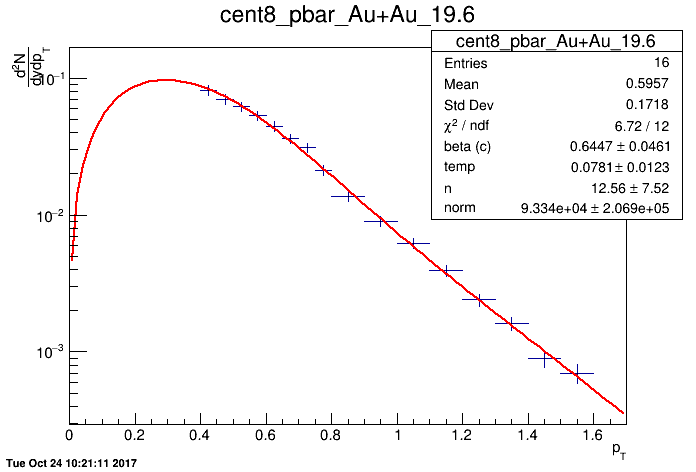 cent8_pbar_Au+Au_19.6
cent8_pbar_Au+Au_19.6
Entries 16
Mean 0.5957
Std Dev 0.1718
χ² / ndf 6.72 / 12
beta (c) 0.6447 ± 0.0461
temp 0.0781 ± 0.0123
n 12.56 ± 7.52
norm 9.334e+04 ± 2.069e+05
d²N
dydp_T
10⁻¹
10⁻²
10⁻³
0 0.2 0.4 0.6 0.8 1 1.2 1.4 1.6
p_T
Tue Oct 24 10:21:11 2017